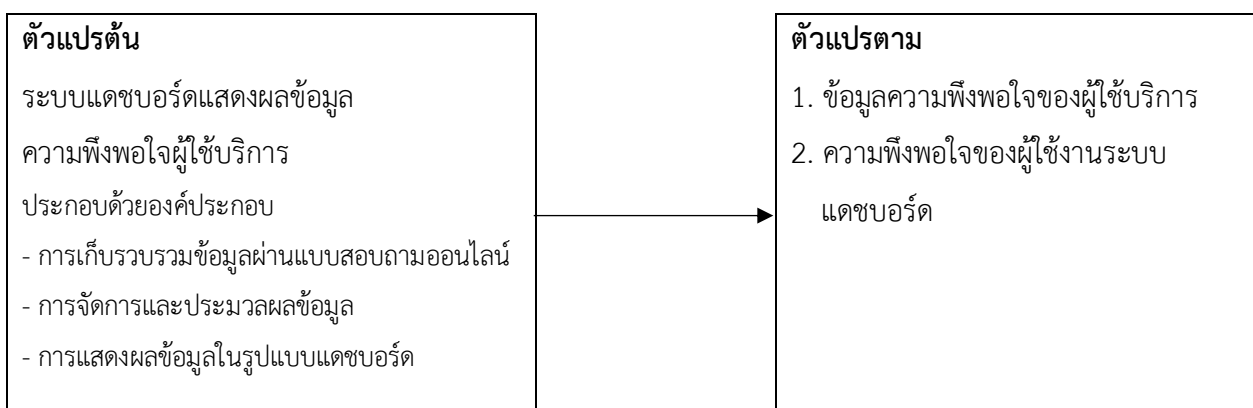 ตัวแปรต้น
ระบบแดชบอร์ดแสดงผลข้อมูล
ความพึงพอใจผู้ใช้บริการ
ประกอบด้วยองค์ประกอบ
- การเก็บรวบรวมข้อมูลผ่านแบบสอบถามออนไลน์
- การจัดการและประมวลผลข้อมูล
- การแสดงผลข้อมูลในรูปแบบแดชบอร์ด
ตัวแปรตาม
1. ข้อมูลความพึงพอใจของผู้ใช้บริการ
2. ความพึงพอใจของผู้ใช้งานระบบ
แดชบอร์ด